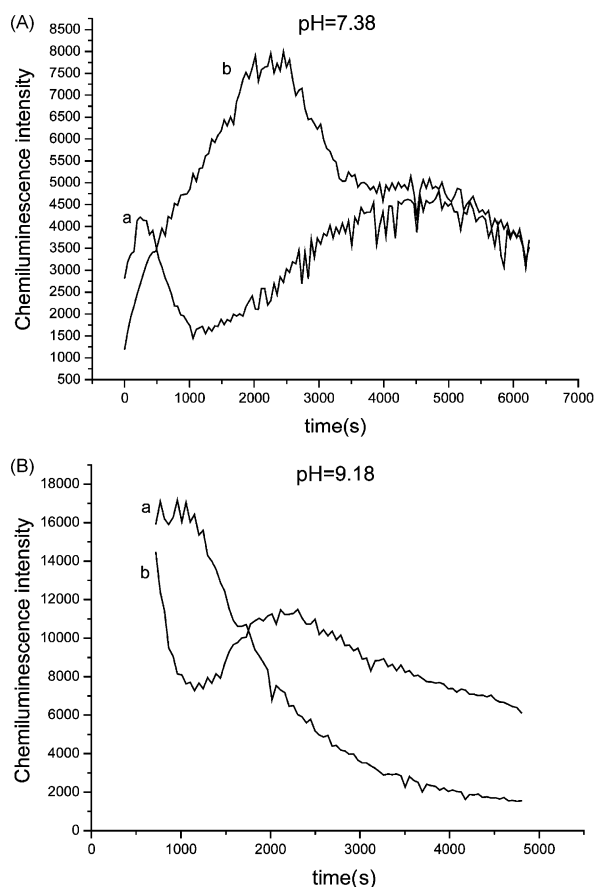 (A)
pH=7.38
Chemiluminescence intensity
8500
8000
7500
7000
6500
6000
5500
5000
4500
4000
3500
3000
2500
2000
1500
1000
500
b
a
0 1000 2000 3000 4000 5000 6000 7000
time(s)
(B)
pH=9.18
Chemiluminescence intensity
18000
16000
14000
12000
10000
8000
6000
4000
2000
0
a
b
0 1000 2000 3000 4000 5000
time(s)